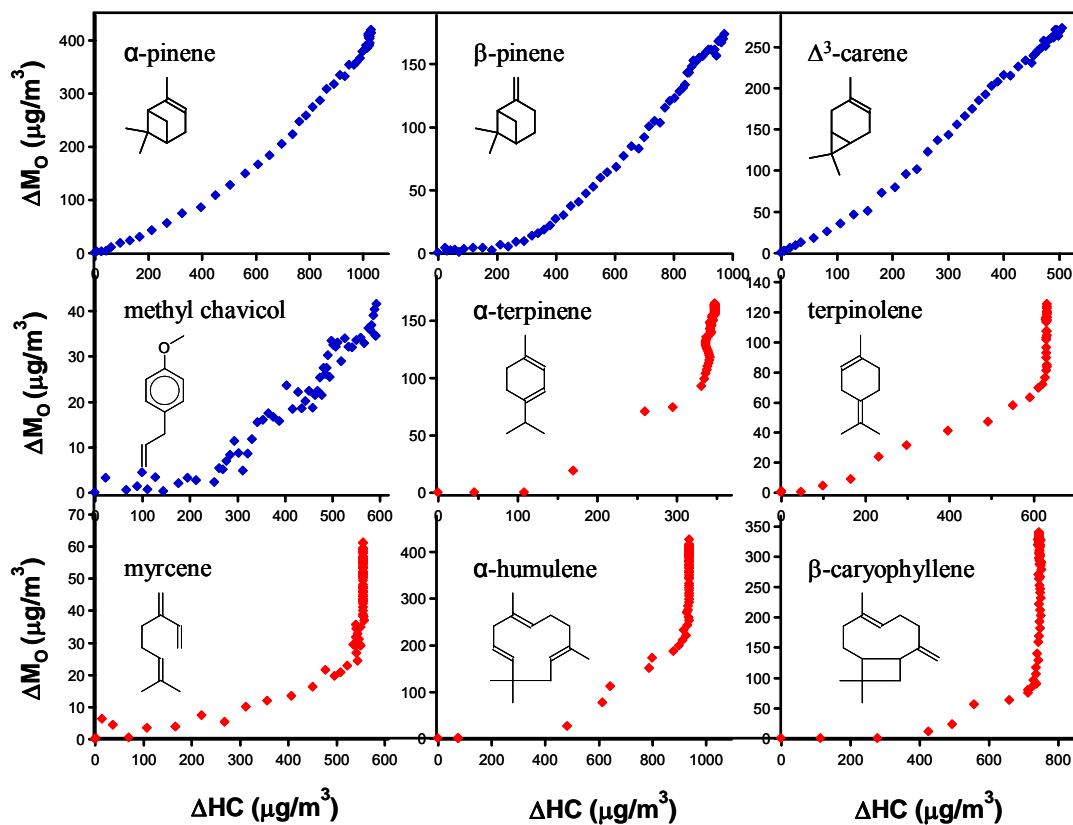 α-pinene
ΔM_O (μg/m³)
400
300
200
100
0
0 200 400 600 800 1000
β-pinene
150
100
50
0
0 200 400 600 800 1000
Δ³-carene
250
200
150
100
50
0
0 100 200 300 400 500
methyl chavicol
O
ΔM_O (μg/m³)
40
30
20
10
0
0 100 200 300 400 500 600
α-terpinene
150
100
50
0
0 100 200 300
terpinolene
120
100
80
60
40
20
0
0 200 400 600
myrcene
ΔM_O (μg/m³)
70
60
50
40
30
20
10
0
0 100 200 300 400 500 600
ΔHC (μg/m³)
α-humulene
400
300
200
100
0
0 200 400 600 800 1000
ΔHC (μg/m³)
β-caryophyllene
350
300
250
200
150
100
50
0
0 200 400 600 800
ΔHC (μg/m³)